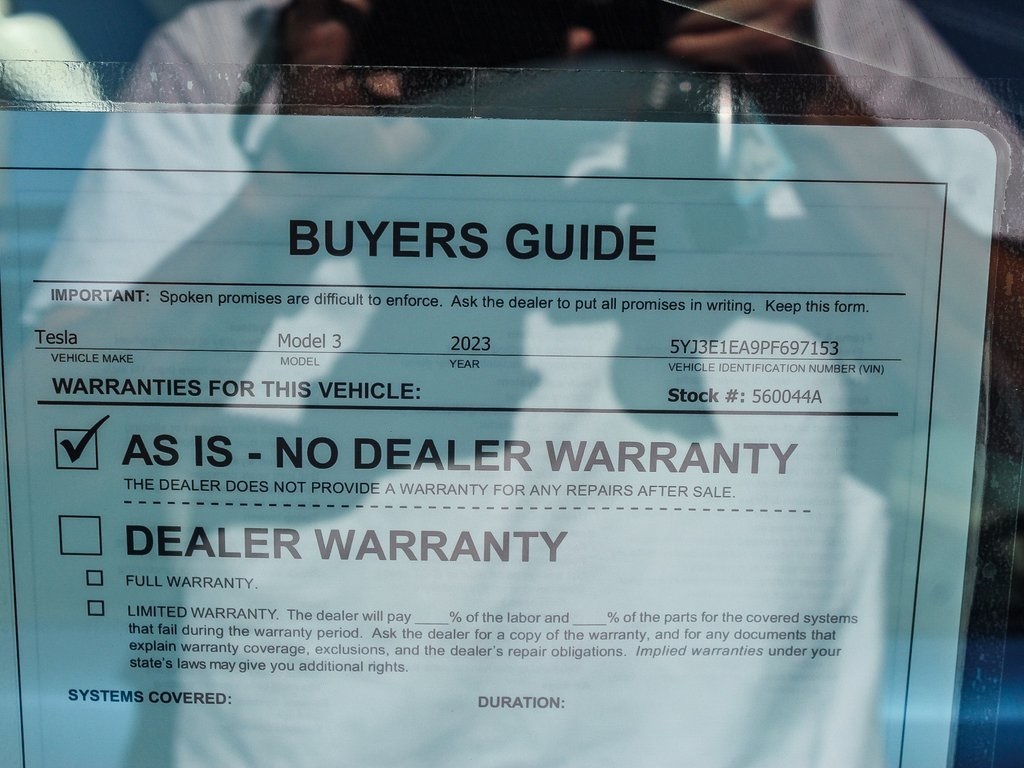 BUYERS GUIDE
IMPORTANT: Spoken promises are difficult to enforce. Ask the dealer to put all promises in writing. Keep this form.
Tesla Model 3 2023 5YJ3E1EA9PF697153
VEHICLE MAKE MODEL YEAR VEHICLE IDENTIFICATION NUMBER (VIN)
WARRANTIES FOR THIS VEHICLE: Stock #: 560044A
AS IS - NO DEALER WARRANTY
THE DEALER DOES NOT PROVIDE A WARRANTY FOR ANY REPAIRS AFTER SALE.
DEALER WARRANTY
FULL WARRANTY.
LIMITED WARRANTY. The dealer will pay ____% of the labor and ____% of the parts for the covered systems
that fail during the warranty period. Ask the dealer for a copy of the warranty, and for any documents that
explain warranty coverage, exclusions, and the dealer's repair obligations. Implied warranties under your
state's laws may give you additional rights.
SYSTEMS COVERED: DURATION: